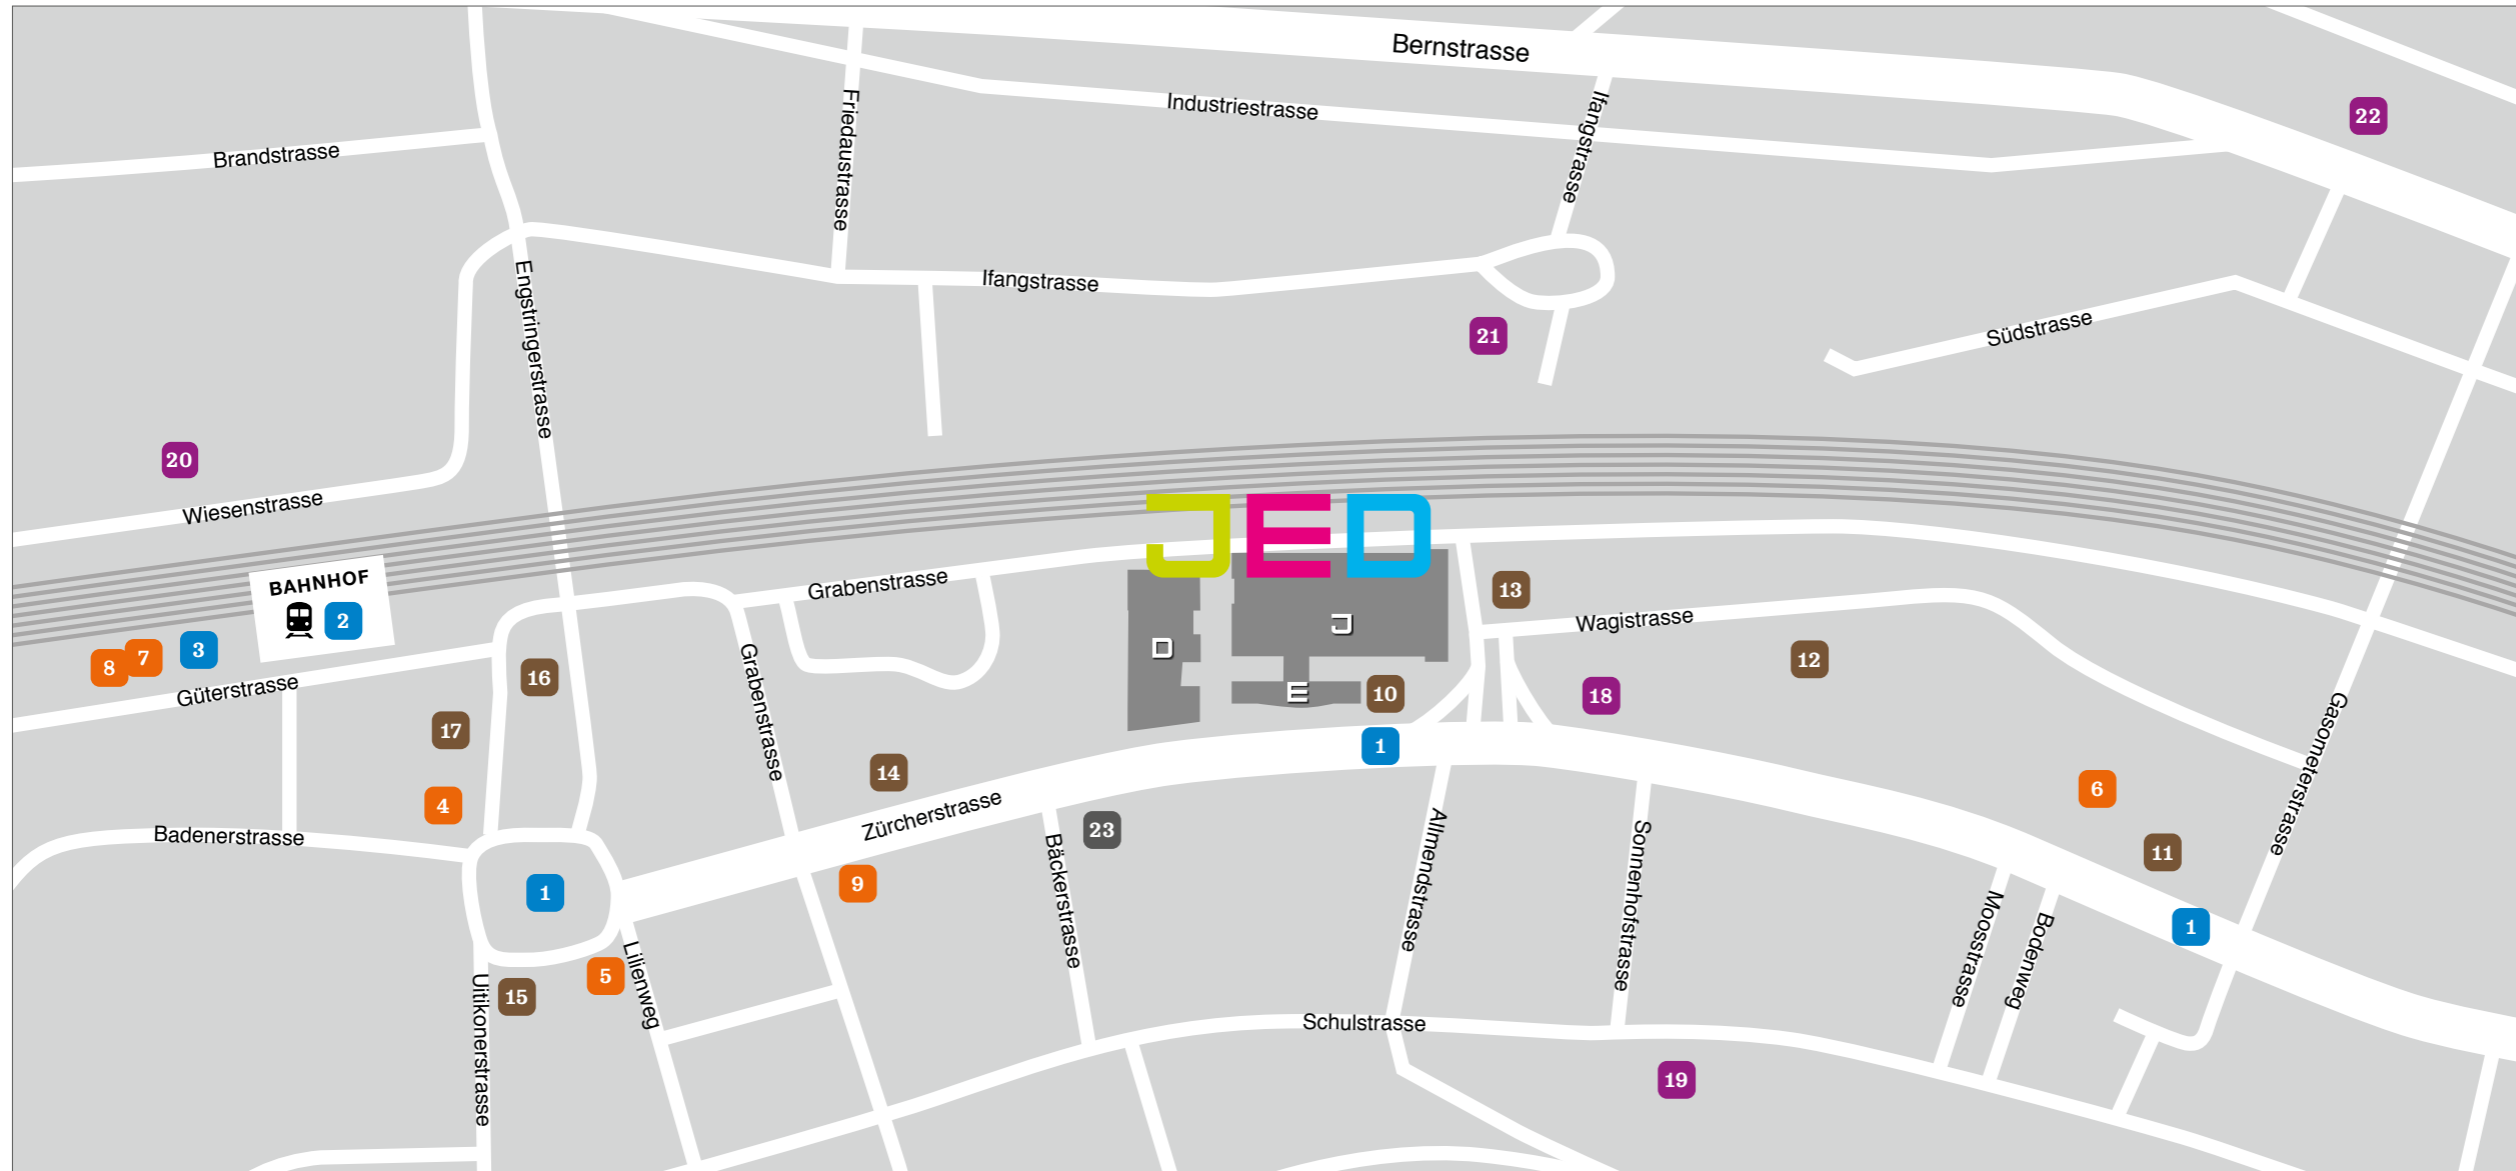 Bernstrasse
Industriestrasse
Friedaustrasse
Ifangstrasse
22
Brandstrasse
Engstringerstrasse
Ifangstrasse
21
Südstrasse
20
Wiesenstrasse
JED
BAHNHOF
2
3
7
8
Güterstrasse
16
Grabenstrasse
Grabenstrasse
D
J
E
10
13
Wagistrasse
12
18
Gasometerstrasse
17
4
14
1
6
Zürcherstrasse
Badenerstrasse
23
Bäckerstrasse
Allmendstrasse
Sonnenhofstrasse
11
9
1
Moosstrasse
Bodenweg
1
5
Lilienweg
15
Uitikonerstrasse
Schulstrasse
19